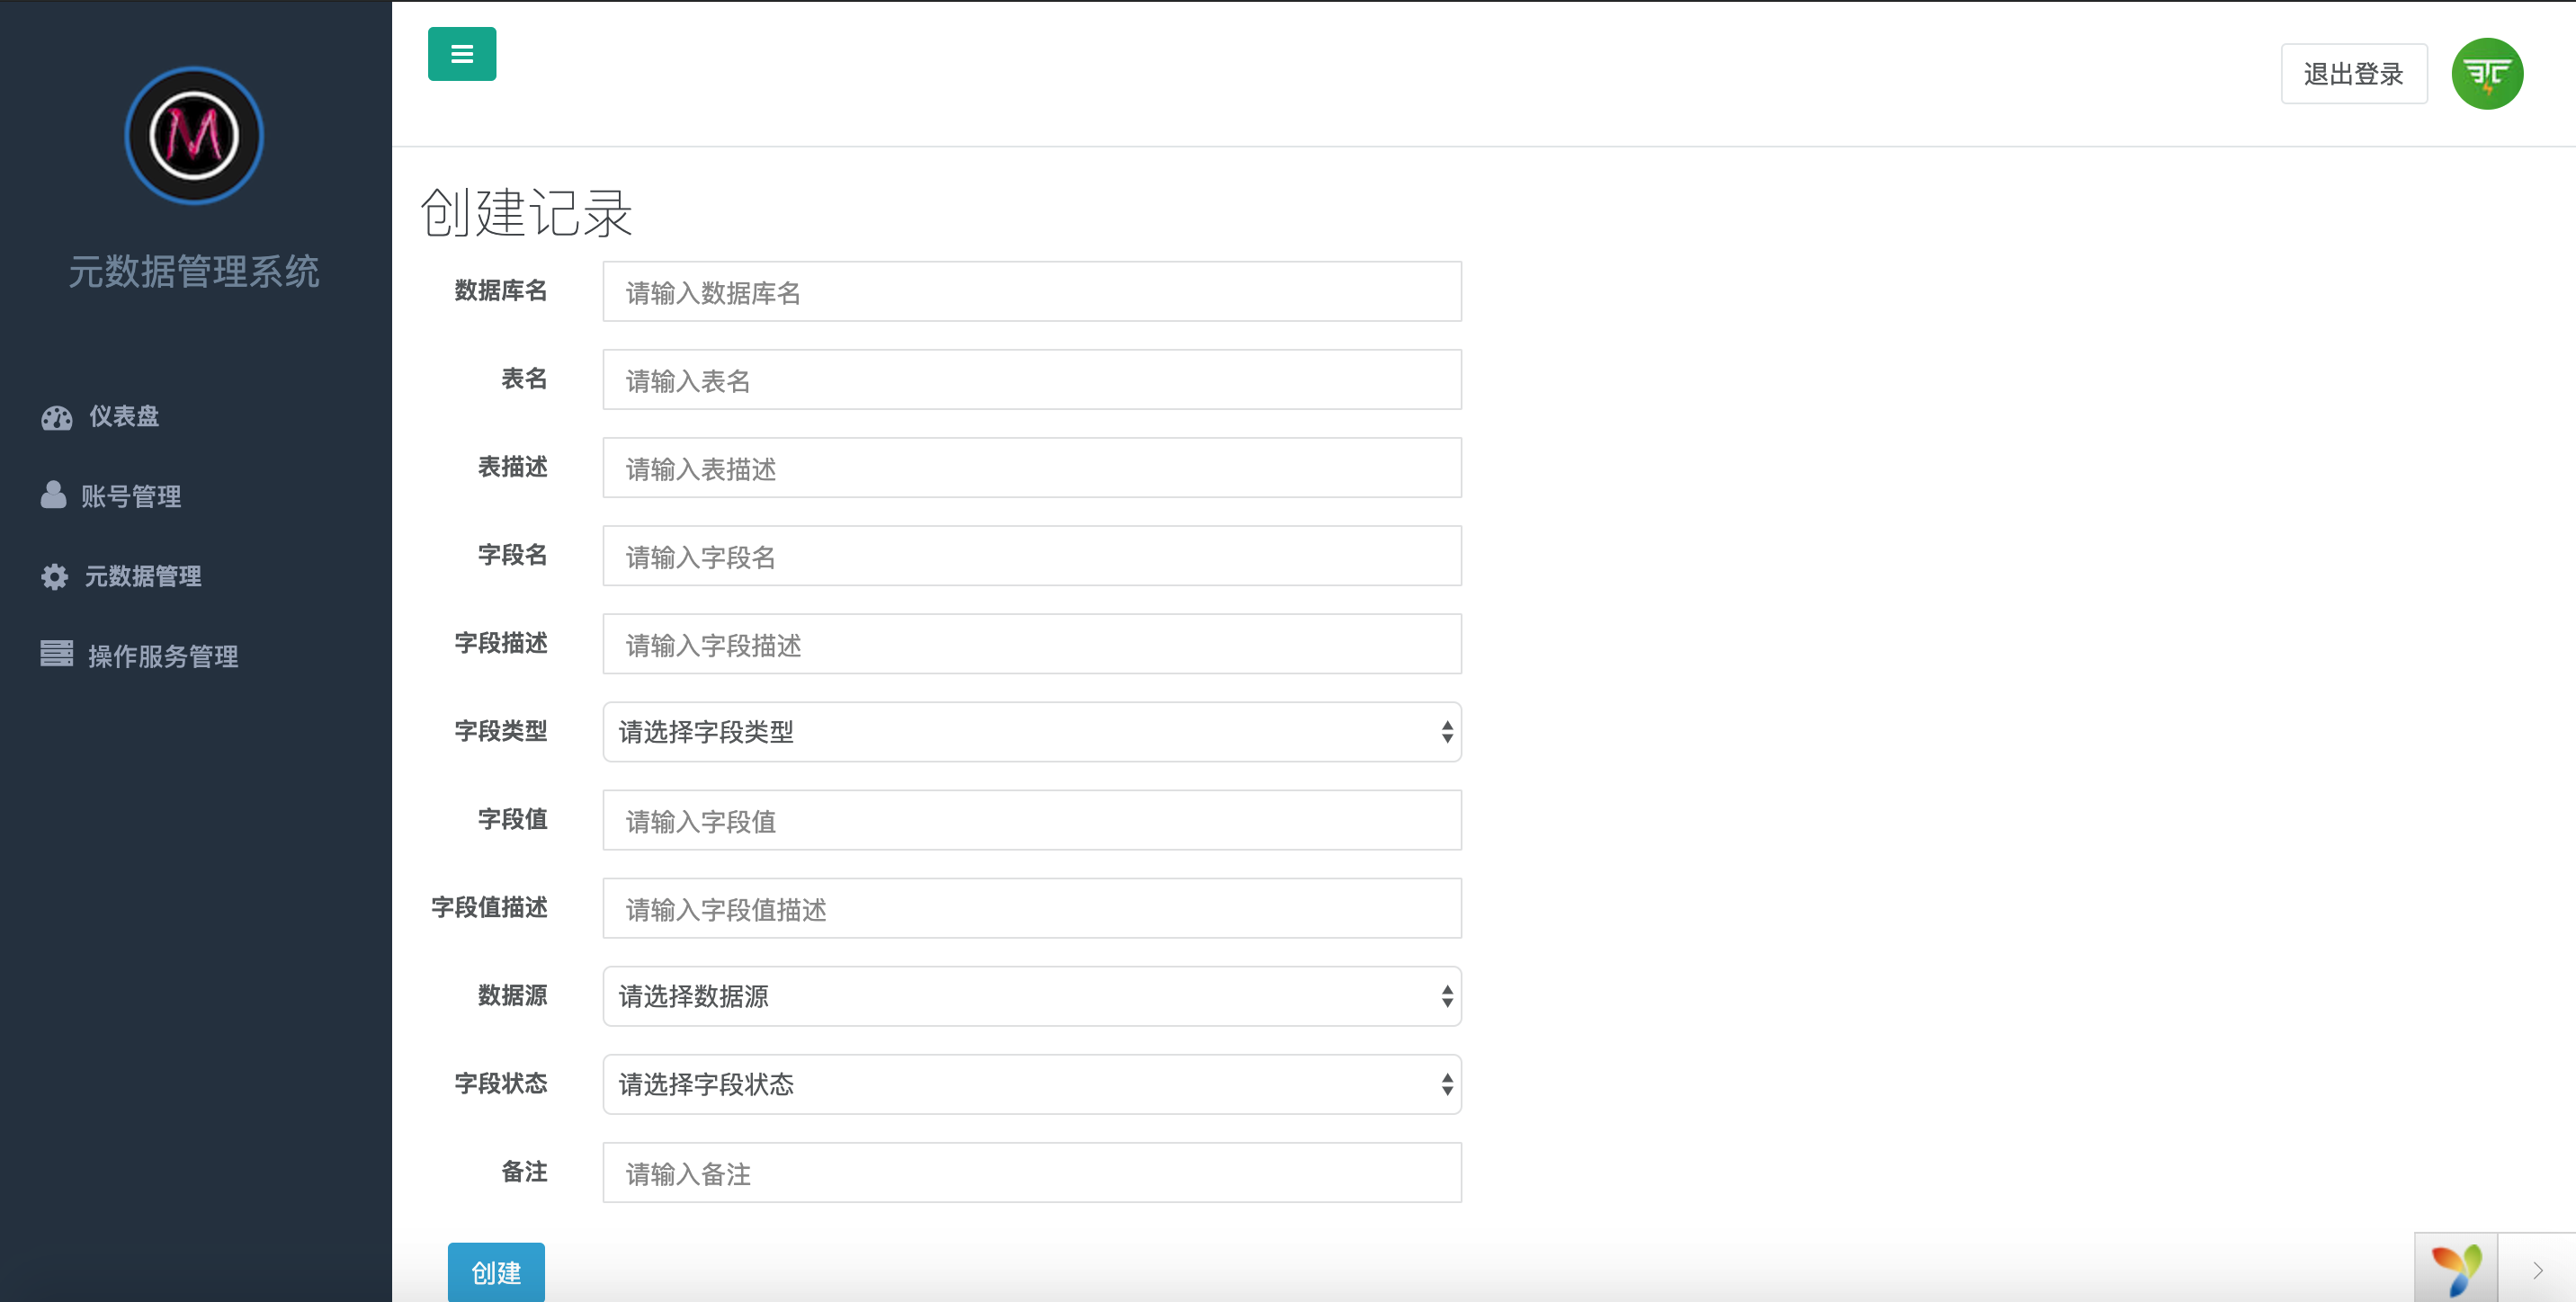 M
元数据管理系统
仪表盘
账号管理
元数据管理
操作服务管理
退出登录
创建记录
数据库名 请输入数据库名
表名 请输入表名
表描述 请输入表描述
字段名 请输入字段名
字段描述 请输入字段描述
字段类型 请选择字段类型
字段值 请输入字段值
字段值描述 请输入字段值描述
数据源 请选择数据源
字段状态 请选择字段状态
备注 请输入备注
创建